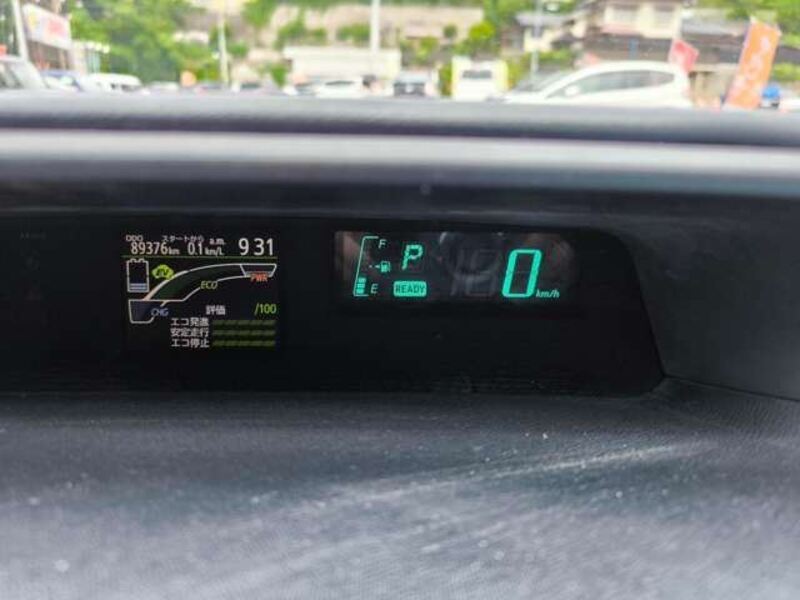 ODO スタートから a.m.
89376km 0.1km/L 9:31
EV
ECO
PWR
CHG
評価 /100
エコ発進
安定走行
エコ停止
F
P
E
READY
0 km/h